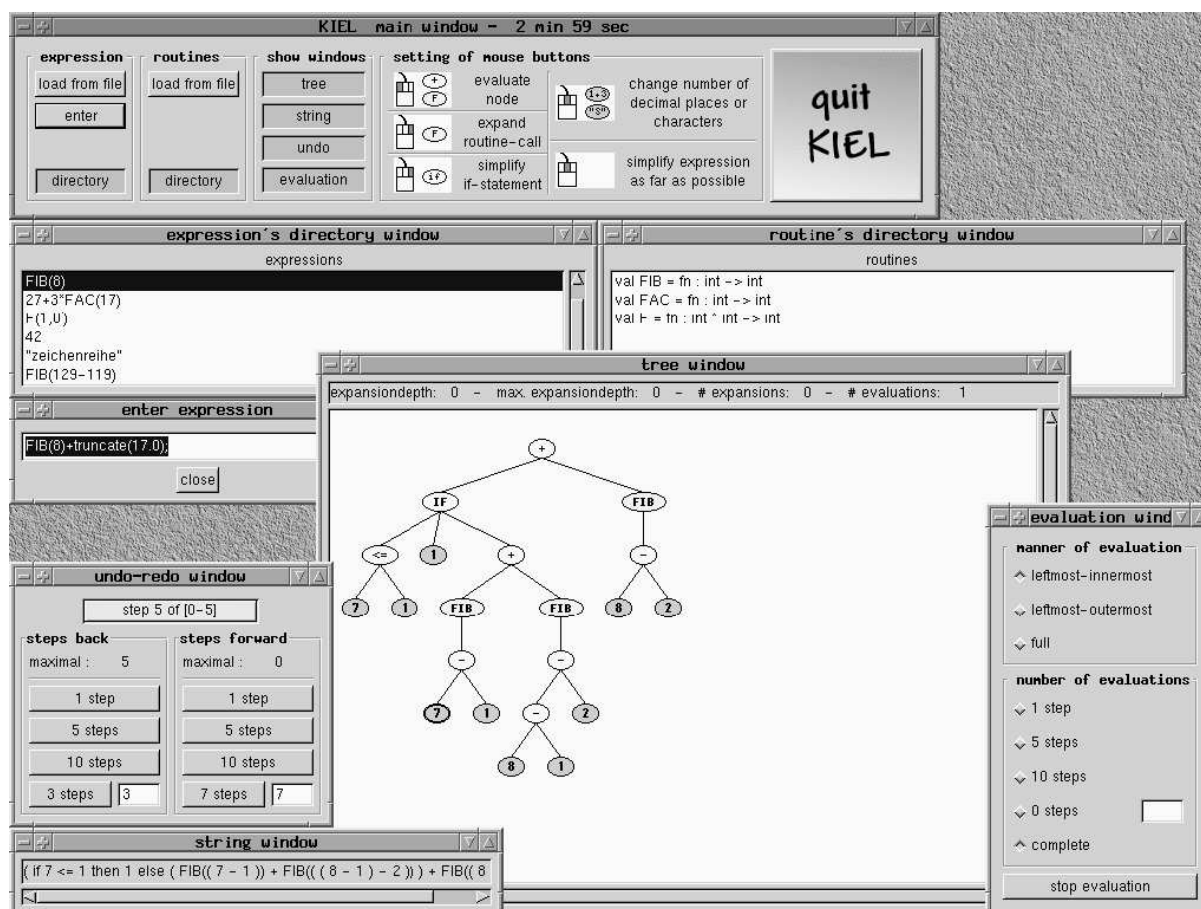 KIEL main window - 2 min 59 sec
expression
routines
show windows
setting of mouse buttons
load from file
load from file
tree
+
F
evaluate
node
1+3
"S"
change number of
decimal places or
characters
quit
KIEL
enter
string
F
expand
routine-call
undo
if
simplify
if-statement
simplify expression
as far as possible
directory
directory
evaluation
expression's directory window
expressions
FIB(8)
27+3*FAC(17)
F(1,0)
42
"zeichenreihe"
FIB(129-119)
routine's directory window
routines
val FIB = fn : int -> int
val FAC = fn : int -> int
val F = fn : int * int -> int
enter expression
FIB(8)+truncate(17.0);
close
tree window
expansiondepth: 0 - max. expansiondepth: 0 - # expansions: 0 - # evaluations: 1
+
IF FIB
<= 1 + -
7 1 FIB FIB 8 2
- -
7 1 - 2
8 1
undo-redo window
step 5 of [0-5]
steps back
maximal : 5
1 step
5 steps
10 steps
3 steps 3
steps forward
maximal : 0
1 step
5 steps
10 steps
7 steps 7
evaluation wind
manner of evaluation
leftmost-innermost
leftmost-outermost
full
number of evaluations
1 step
5 steps
10 steps
0 steps
complete
stop evaluation
string window
( if 7 <= 1 then 1 else ( FIB(( 7 - 1 )) + FIB(( ( 8 - 1 ) - 2 )) ) + FIB(( 8